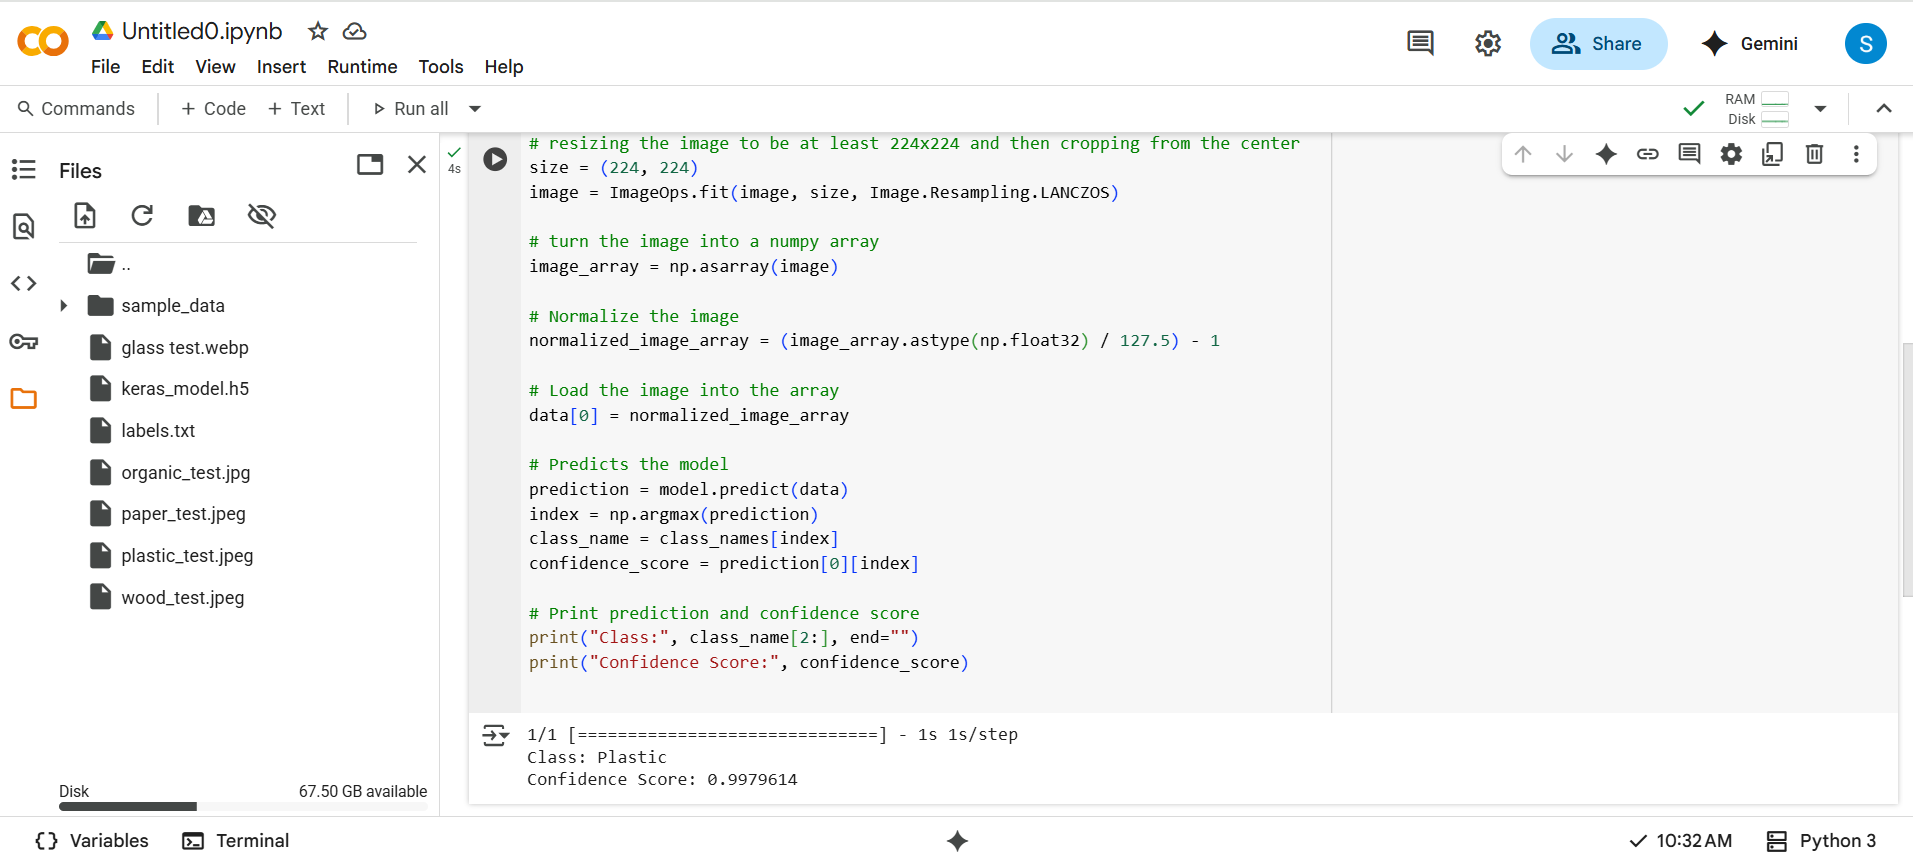 Untitled0.ipynb
File Edit View Insert Runtime Tools Help
Share
Gemini
S
Commands + Code + Text Run all
RAM
Disk
Files
..
sample_data
glass test.webp
keras_model.h5
labels.txt
organic_test.jpg
paper_test.jpeg
plastic_test.jpeg
wood_test.jpeg
Disk 67.50 GB available
4s
# resizing the image to be at least 224x224 and then cropping from the center
size = (224, 224)
image = ImageOps.fit(image, size, Image.Resampling.LANCZOS)
# turn the image into a numpy array
image_array = np.asarray(image)
# Normalize the image
normalized_image_array = (image_array.astype(np.float32) / 127.5) - 1
# Load the image into the array
data[0] = normalized_image_array
# Predicts the model
prediction = model.predict(data)
index = np.argmax(prediction)
class_name = class_names[index]
confidence_score = prediction[0][index]
# Print prediction and confidence score
print("Class:", class_name[2:], end="")
print("Confidence Score:", confidence_score)
1/1 [==============================] - 1s 1s/step
Class: Plastic
Confidence Score: 0.9979614
Variables Terminal
10:32 AM Python 3